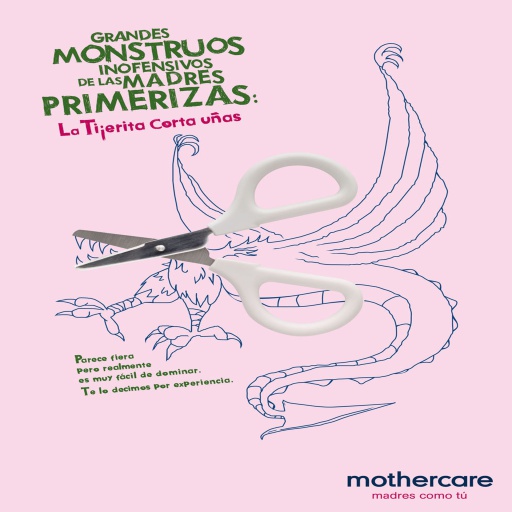 GRANDES
MONSTRUOS
INOFENSIVOS
DE LAS MADRES
PRIMERIZAS:
La Tijerita Corta uñas
Parece fiera
pero realmente
es muy fácil de dominar.
Te lo decimos por experiencia.
mothercare
madres como tú